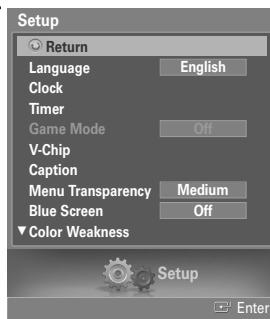 Setup
Return
Language English
Clock
Timer
Game Mode Off
V-Chip
Caption
Menu Transparency Medium
Blue Screen Off
▼Color Weakness
Setup
Enter